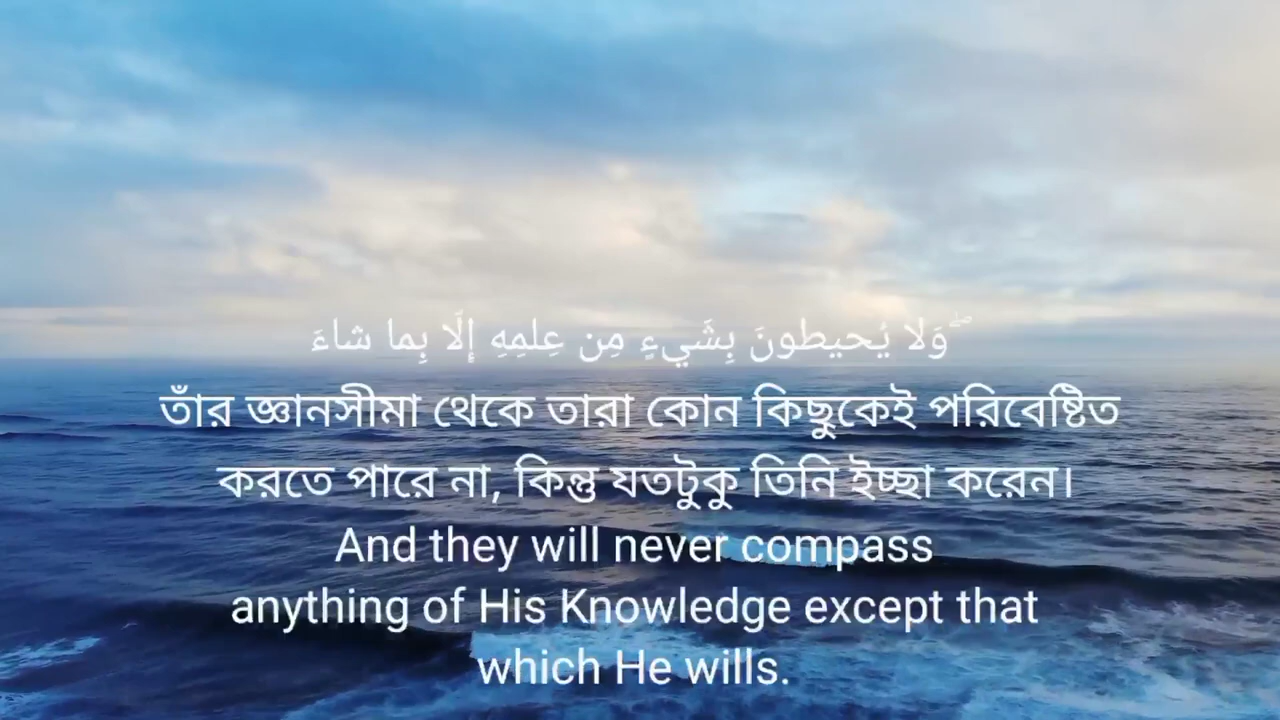 وَلا يُحيطونَ بِشَيءٍ مِن عِلمِهِ إِلّا بِما شاءَ ۖ
তাঁর জ্ঞানসীমা থেকে তারা কোন কিছুকেই পরিবেষ্টিত
করতে পারে না, কিন্তু যতটুকু তিনি ইচ্ছা করেন।
And they will never compass
anything of His Knowledge except that
which He wills.